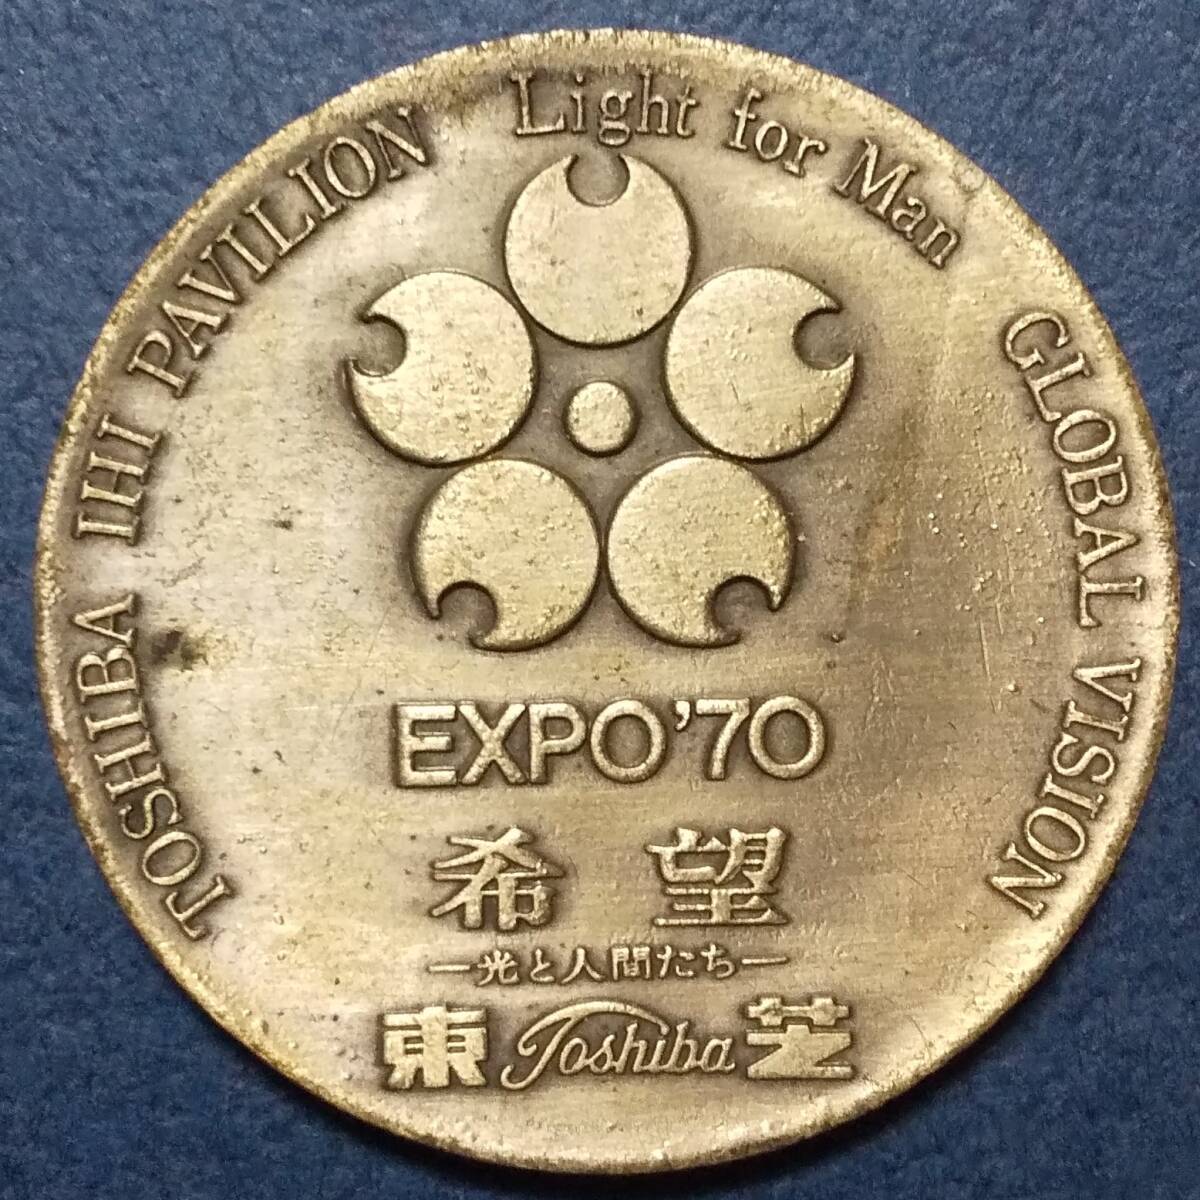 TOSHIBA IHI PAVILION
Light for Man
GLOBAL VISION
EXPO'70
希望
―光と人間たち―
東 Toshiba 芝